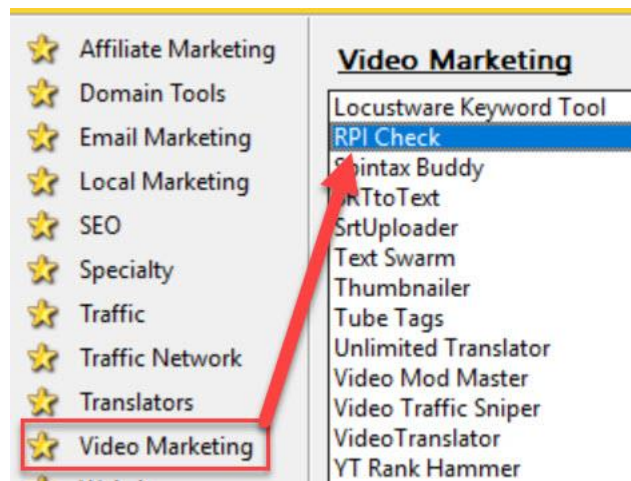 Affiliate Marketing
Domain Tools
Email Marketing
Local Marketing
SEO
Specialty
Traffic
Traffic Network
Translators
Video Marketing
Video Marketing
Locustware Keyword Tool
RPI Check
Spintax Buddy
SRTtoText
SrtUploader
Text Swarm
Thumbnailer
Tube Tags
Unlimited Translator
Video Mod Master
Video Traffic Sniper
VideoTranslator
YT Rank Hammer